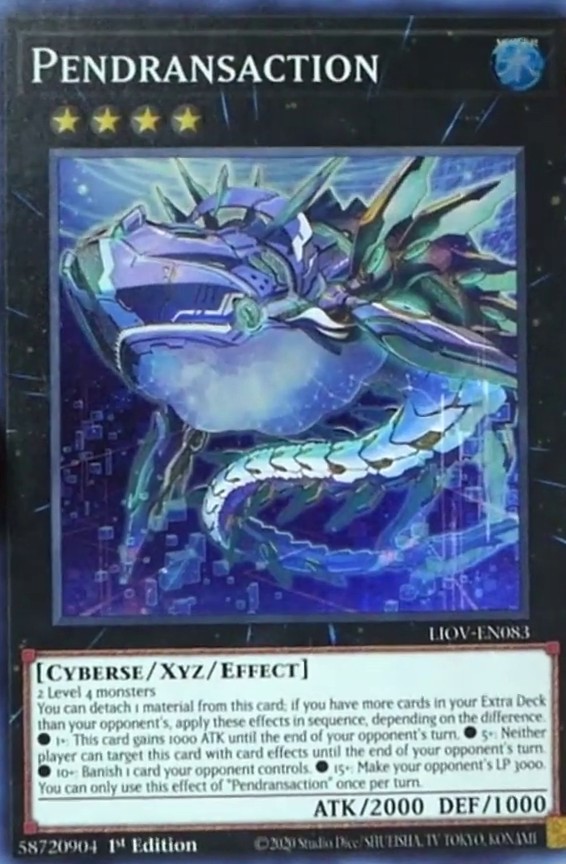 PENDRANSACTION
LIOV-EN083
[CYBERSE/XYZ/EFFECT]
2 Level 4 monsters
You can detach 1 material from this card; if you have more cards in your Extra Deck
than your opponent's, apply these effects in sequence, depending on the difference.
● 1+: This card gains 1000 ATK until the end of your opponent's turn. ● 5+: Neither
player can target this card with card effects until the end of your opponent's turn.
● 10+: Banish 1 card your opponent controls. ● 15+: Make your opponent's LP 3000.
You can only use this effect of "Pendransaction" once per turn.
ATK/2000 DEF/1000
58720904 1st Edition ©2020 Studio Dice/SHUEISHA, TV TOKYO, KONAMI